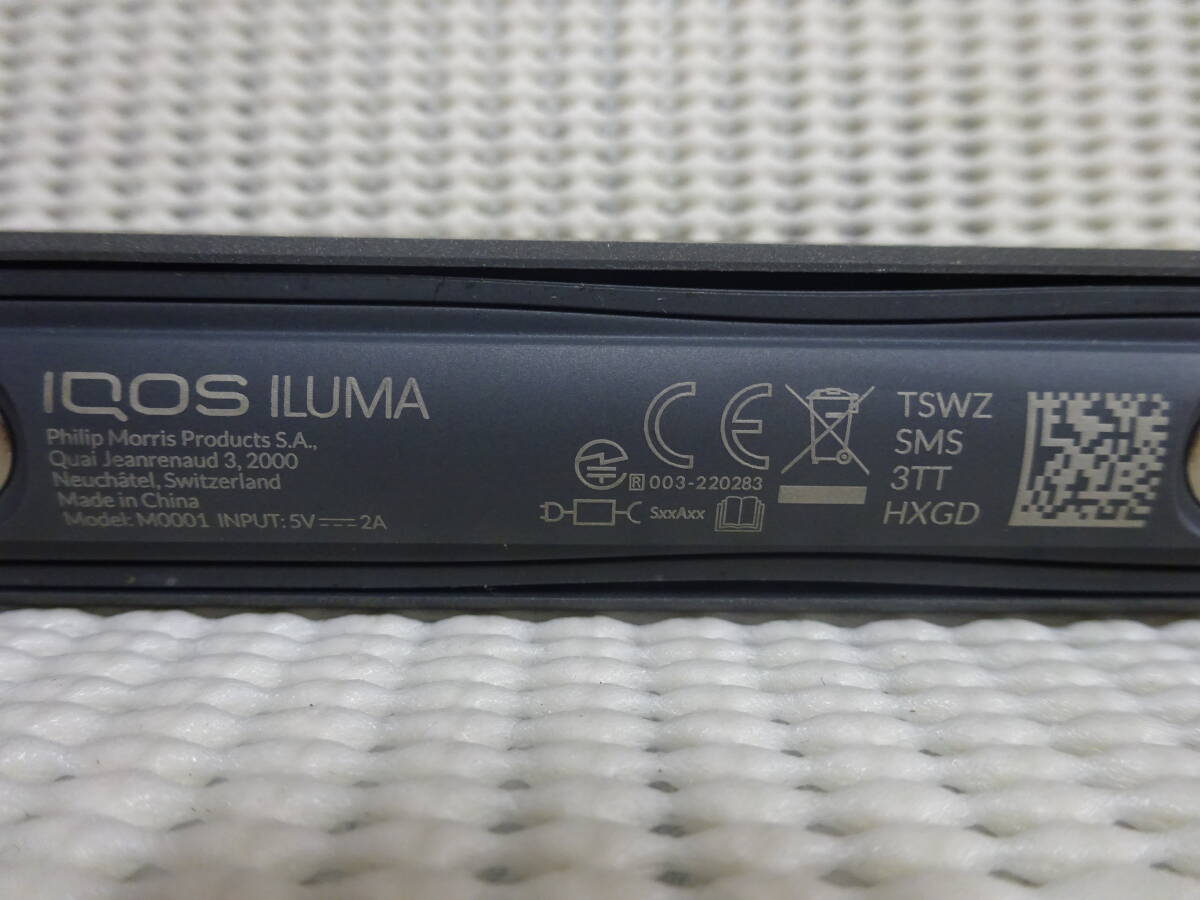 IQOS ILUMA
Philip Morris Products S.A.,
Quai Jeanrenaud 3, 2000
Neuchâtel, Switzerland
Made in China
Model: M0001 INPUT: 5V ⎓ 2A
CE
R 003-220283
SxxAxx
TSWZ
SMS
3TT
HXGD